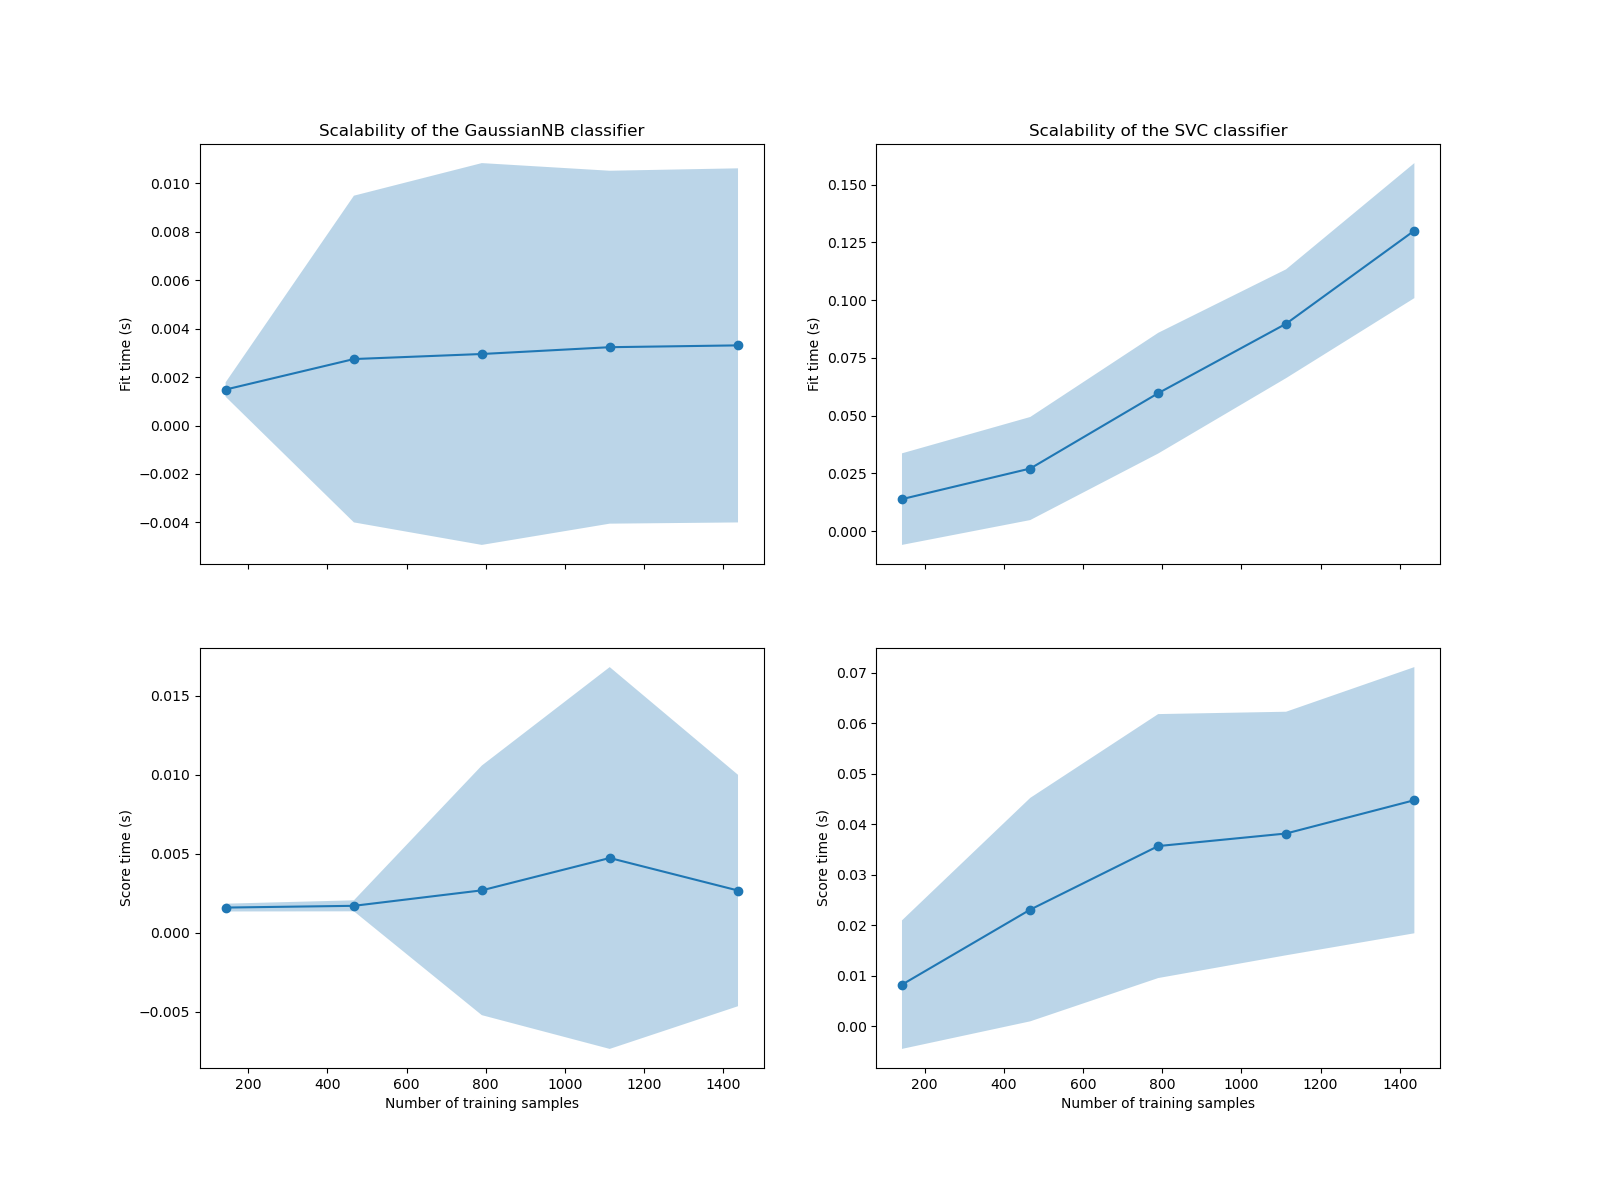 Scalability of the GaussianNB classifier
0.010
0.008
0.006
0.004
0.002
0.000
−0.002
−0.004
Fit time (s)
Scalability of the SVC classifier
0.150
0.125
0.100
0.075
0.050
0.025
0.000
Fit time (s)
0.015
0.010
0.005
0.000
−0.005
Score time (s)
200 400 600 800 1000 1200 1400
Number of training samples
0.07
0.06
0.05
0.04
0.03
0.02
0.01
0.00
Score time (s)
200 400 600 800 1000 1200 1400
Number of training samples